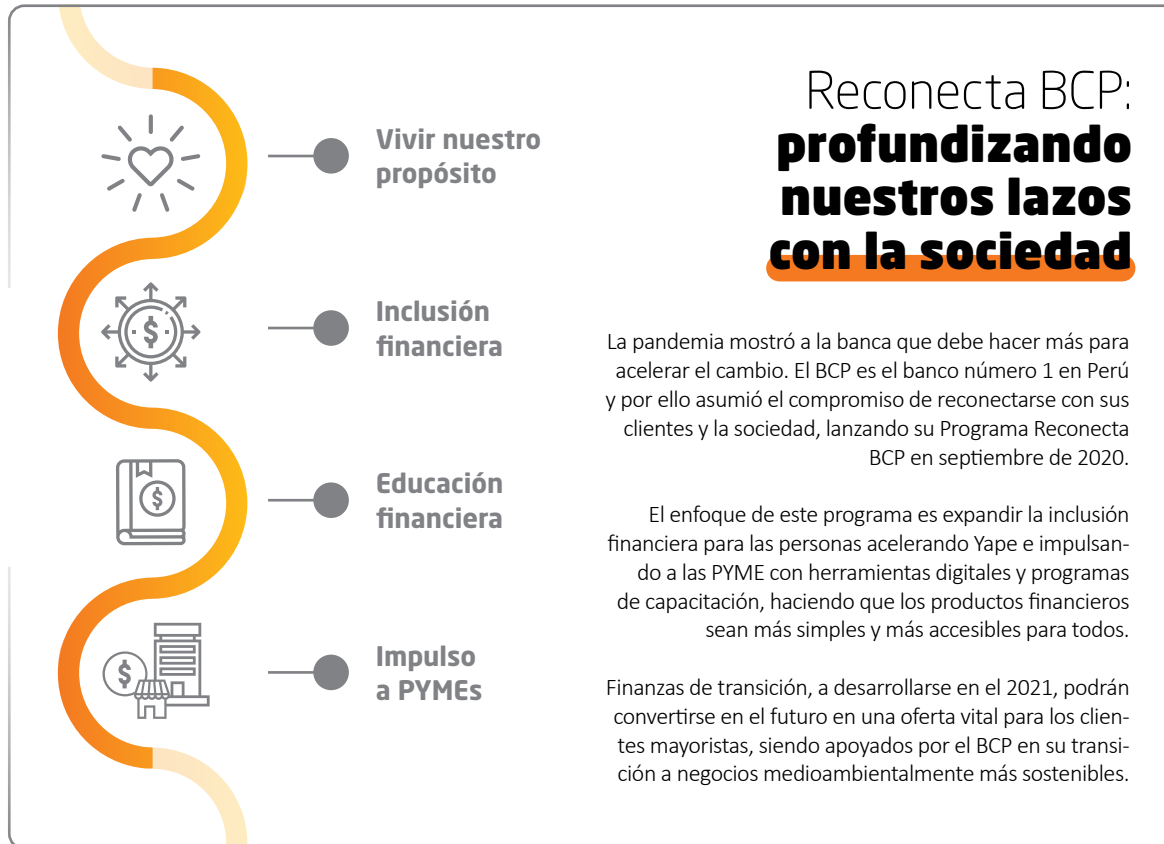 Vivir nuestro
propósito
Inclusión
financiera
Educación
financiera
Impulso
a PYMEs
Reconecta BCP:
profundizando
nuestros lazos
con la sociedad
La pandemia mostró a la banca que debe hacer más para
acelerar el cambio. El BCP es el banco número 1 en Perú
y por ello asumió el compromiso de reconectarse con sus
clientes y la sociedad, lanzando su Programa Reconecta
BCP en septiembre de 2020.
El enfoque de este programa es expandir la inclusión
financiera para las personas acelerando Yape e impulsan-
do a las PYME con herramientas digitales y programas
de capacitación, haciendo que los productos financieros
sean más simples y más accesibles para todos.
Finanzas de transición, a desarrollarse en el 2021, podrán
convertirse en el futuro en una oferta vital para los clien-
tes mayoristas, siendo apoyados por el BCP en su transi-
ción a negocios medioambientalmente más sostenibles.